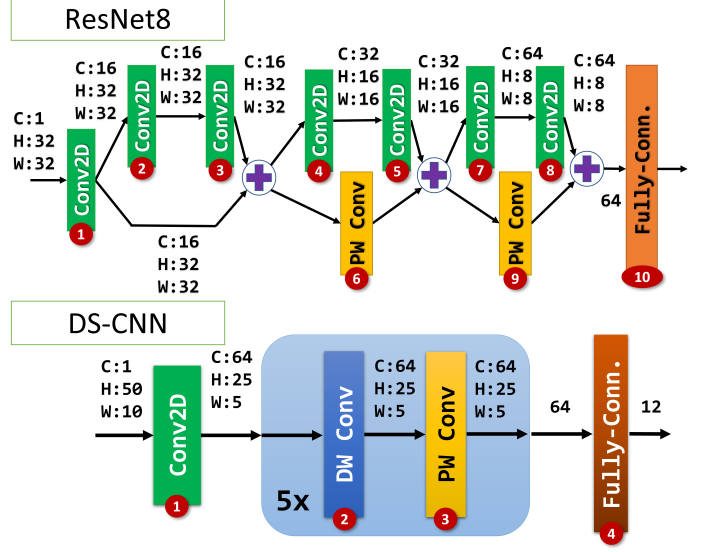 ResNet8
C:1
H:32
W:32
Conv2D
1
C:16
H:32
W:32
Conv2D
2
C:16
H:32
W:32
Conv2D
3
C:16
H:32
W:32
C:16
H:32
W:32
Conv2D
4
C:32
H:16
W:16
Conv2D
5
PW Conv
6
C:32
H:16
W:16
Conv2D
7
C:64
H:8
W:8
Conv2D
8
PW Conv
9
C:64
H:8
W:8
64
Fully-Conn.
10
DS-CNN
C:1
H:50
W:10
Conv2D
1
C:64
H:25
W:5
5x
DW Conv
2
C:64
H:25
W:5
PW Conv
3
C:64
H:25
W:5
64
Fully-Conn.
4
12